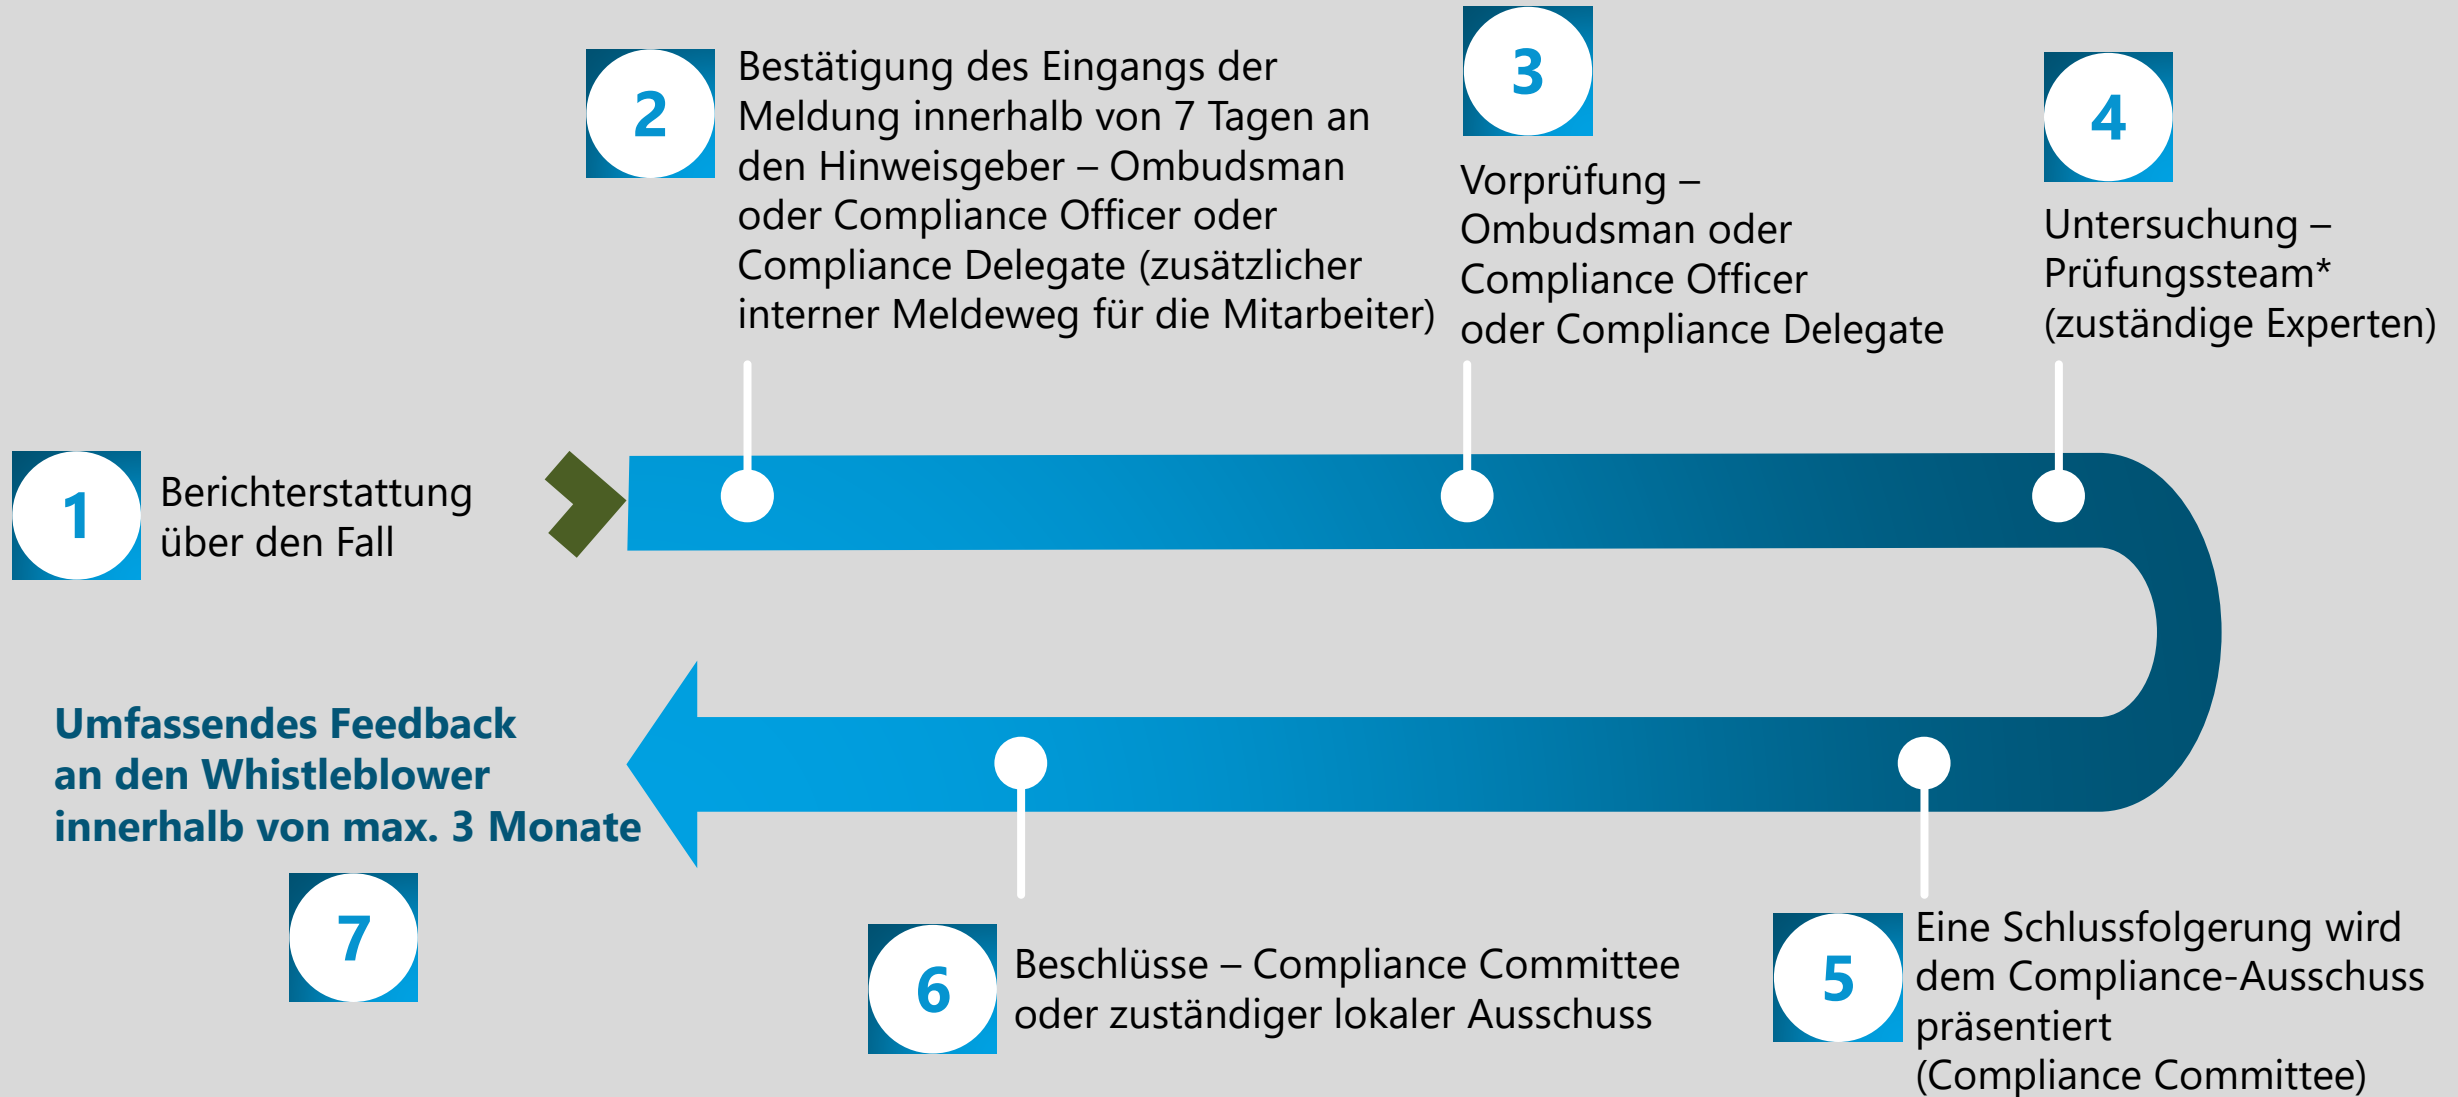 1
Berichterstattung
über den Fall
2
Bestätigung des Eingangs der
Meldung innerhalb von 7 Tagen an
den Hinweisgeber – Ombudsman
oder Compliance Officer oder
Compliance Delegate (zusätzlicher
interner Meldeweg für die Mitarbeiter)
3
Vorprüfung –
Ombudsman oder
Compliance Officer
oder Compliance Delegate
4
Untersuchung –
Prüfungssteam*
(zuständige Experten)
5
Eine Schlussfolgerung wird
dem Compliance-Ausschuss
präsentiert
(Compliance Committee)
6
Beschlüsse – Compliance Committee
oder zuständiger lokaler Ausschuss
Umfassendes Feedback
an den Whistleblower
innerhalb von max. 3 Monate
7